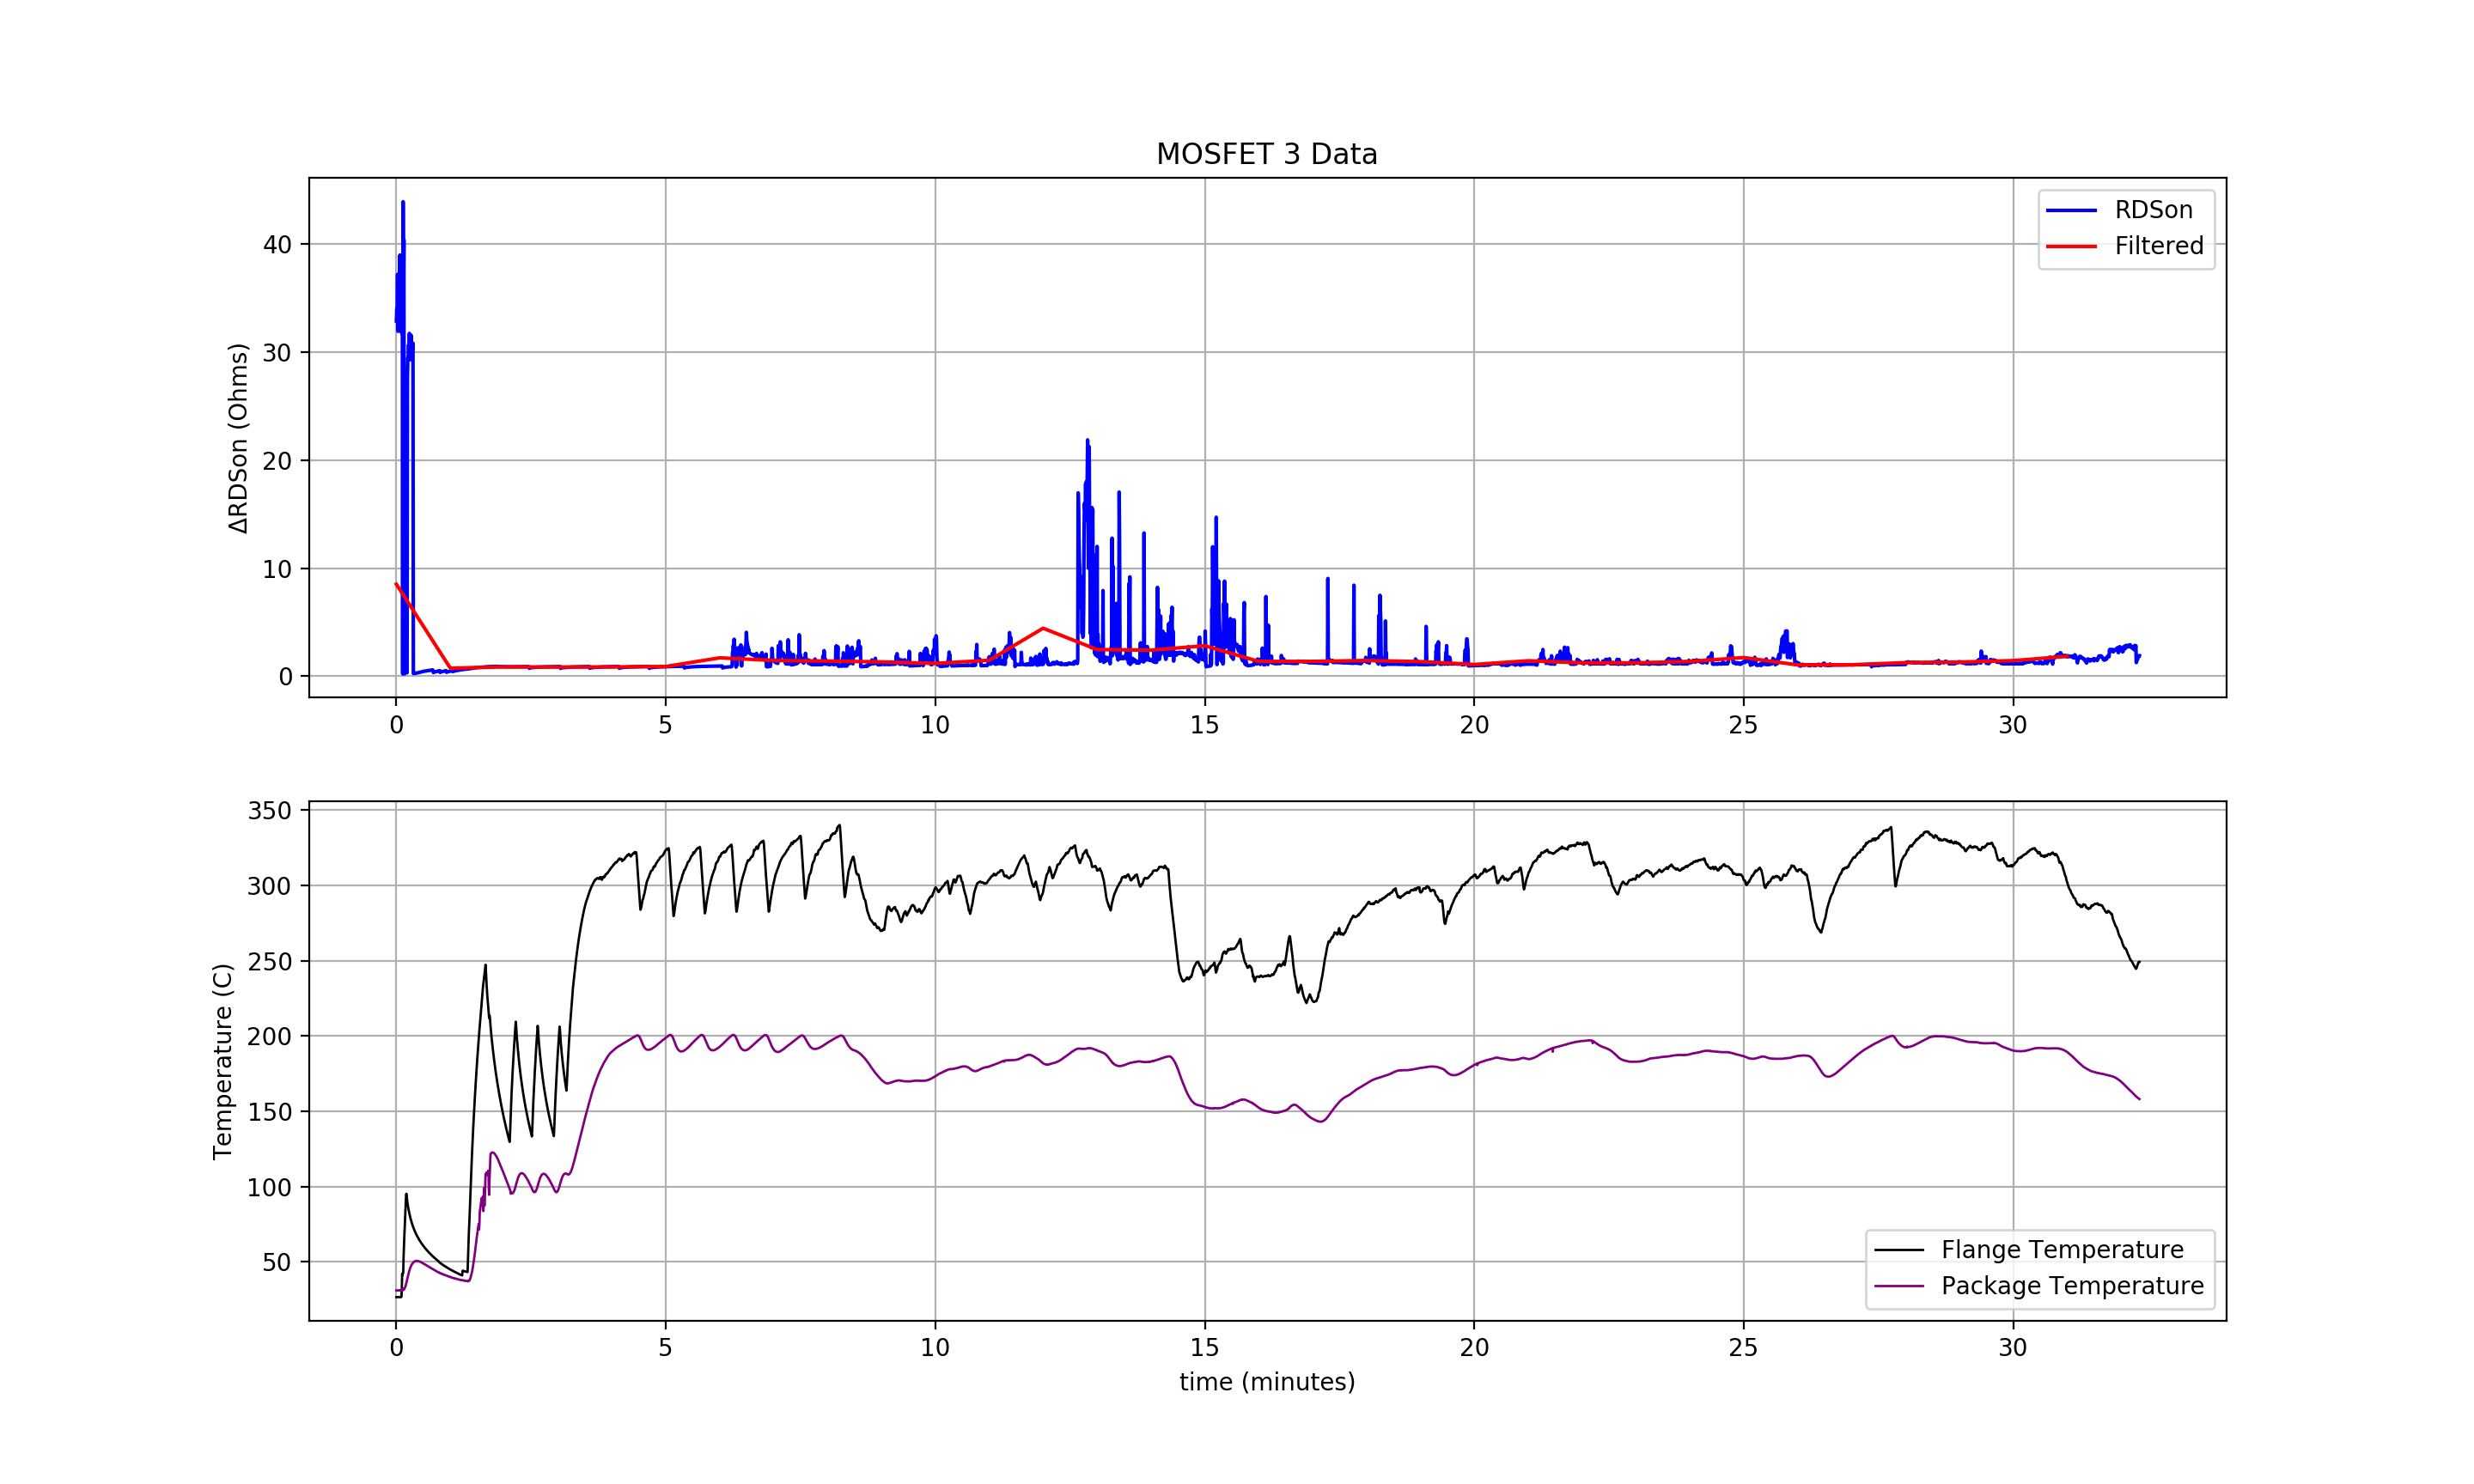 MOSFET 3 Data
RDSon
Filtered
ΔRDSon (Ohms)
40
30
20
10
0
0 5 10 15 20 25 30
Temperature (C)
350
300
250
200
150
100
50
Flange Temperature
Package Temperature
0 5 10 15 20 25 30
time (minutes)